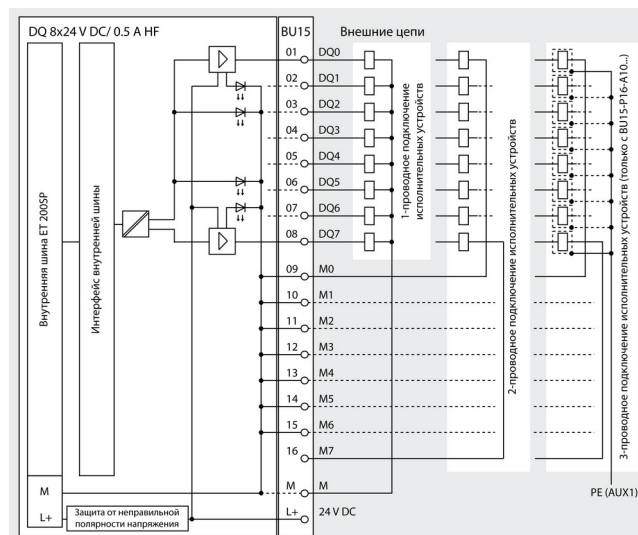 DQ 8x24 V DC/ 0.5 A HF
BU15
Внешние цепи
01 DQ0
02 DQ1
03 DQ2
04 DQ3
05 DQ4
06 DQ5
07 DQ6
08 DQ7
09 M0
10 M1
11 M2
12 M3
13 M4
14 M5
15 M6
16 M7
M M
L+ 24 V DC
Внутренняя шина ET 200SP
Интерфейс внутренней шины
M
L+
Защита от неправильной
полярности напряжения
1-проводное подключение
исполнительных устройств
2-проводное подключение исполнительных устройств
3-проводное подключение исполнительных устройств (только с BU15-P16-A10...)
PE (AUX1)